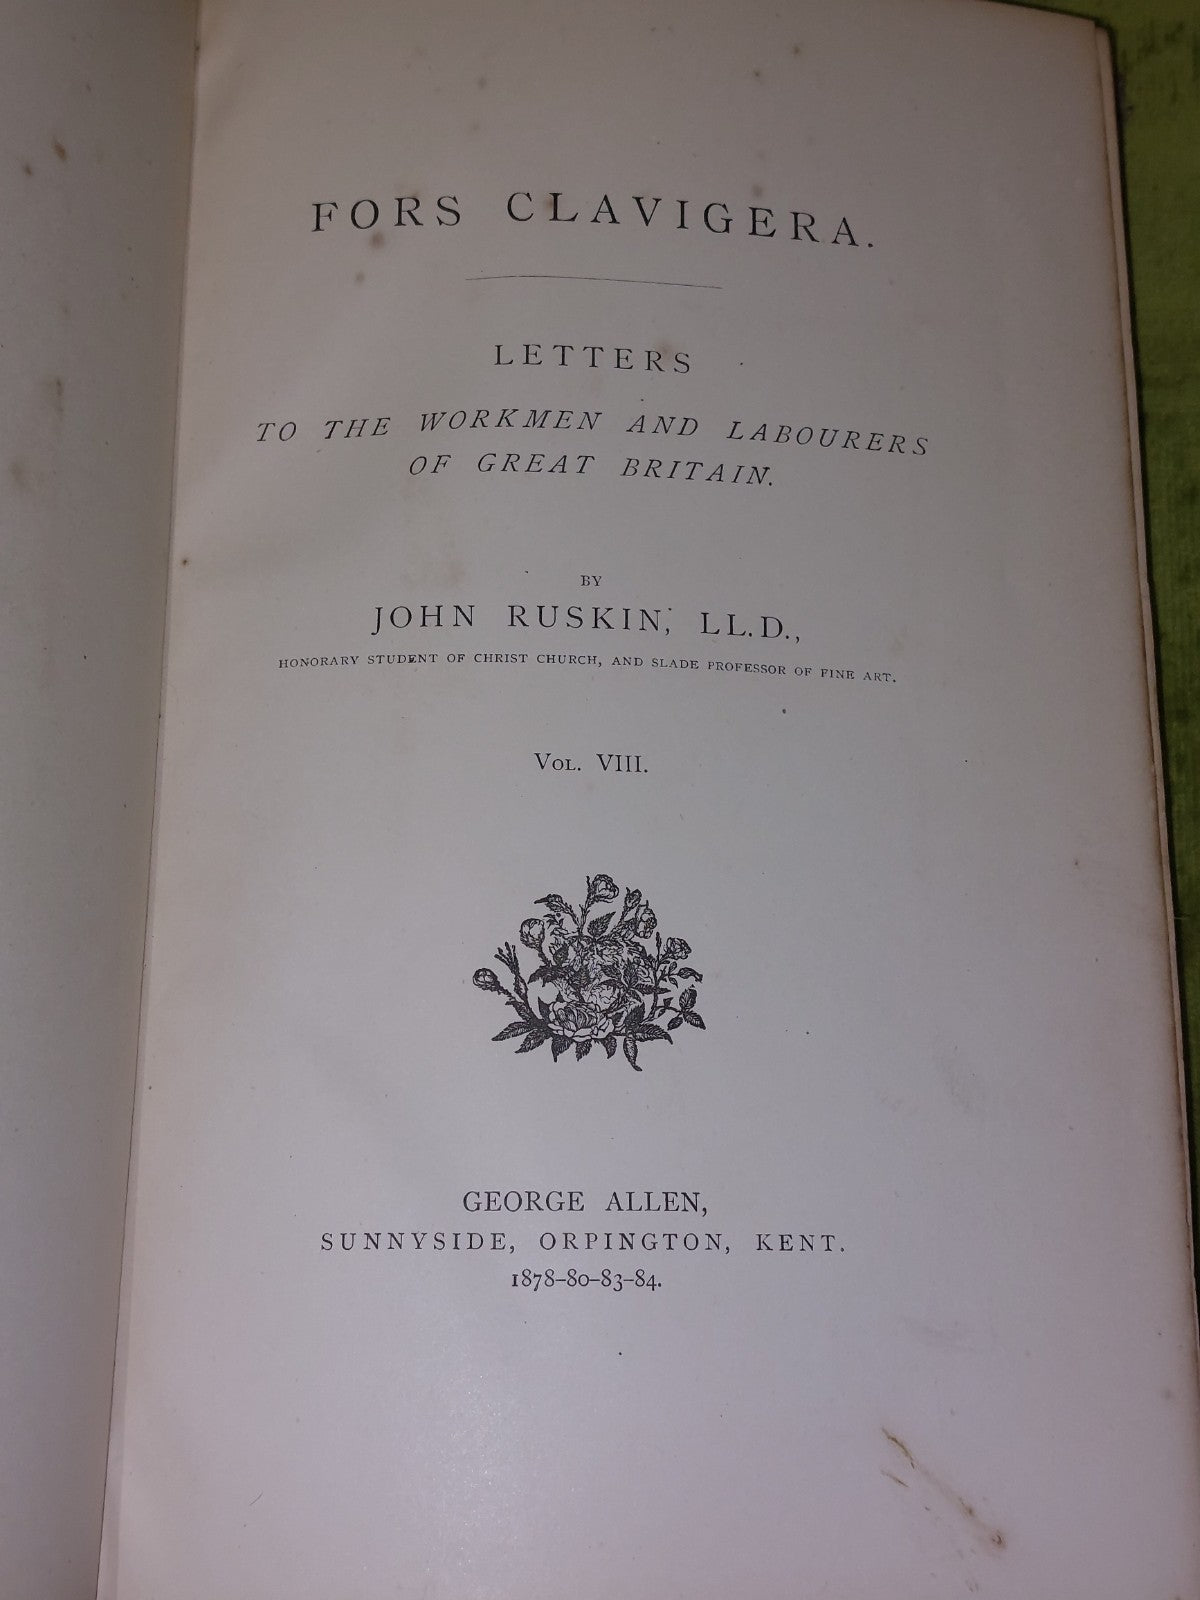 FORS CLAVIGERA.
LETTERS
TO THE WORKMEN AND LABOURERS
OF GREAT BRITAIN.
BY
JOHN RUSKIN, LL.D.,
HONORARY STUDENT OF CHRIST CHURCH, AND SLADE PROFESSOR OF FINE ART.
VOL. VIII.
GEORGE ALLEN,
SUNNYSIDE, ORPINGTON, KENT.
1878–80–83–84.